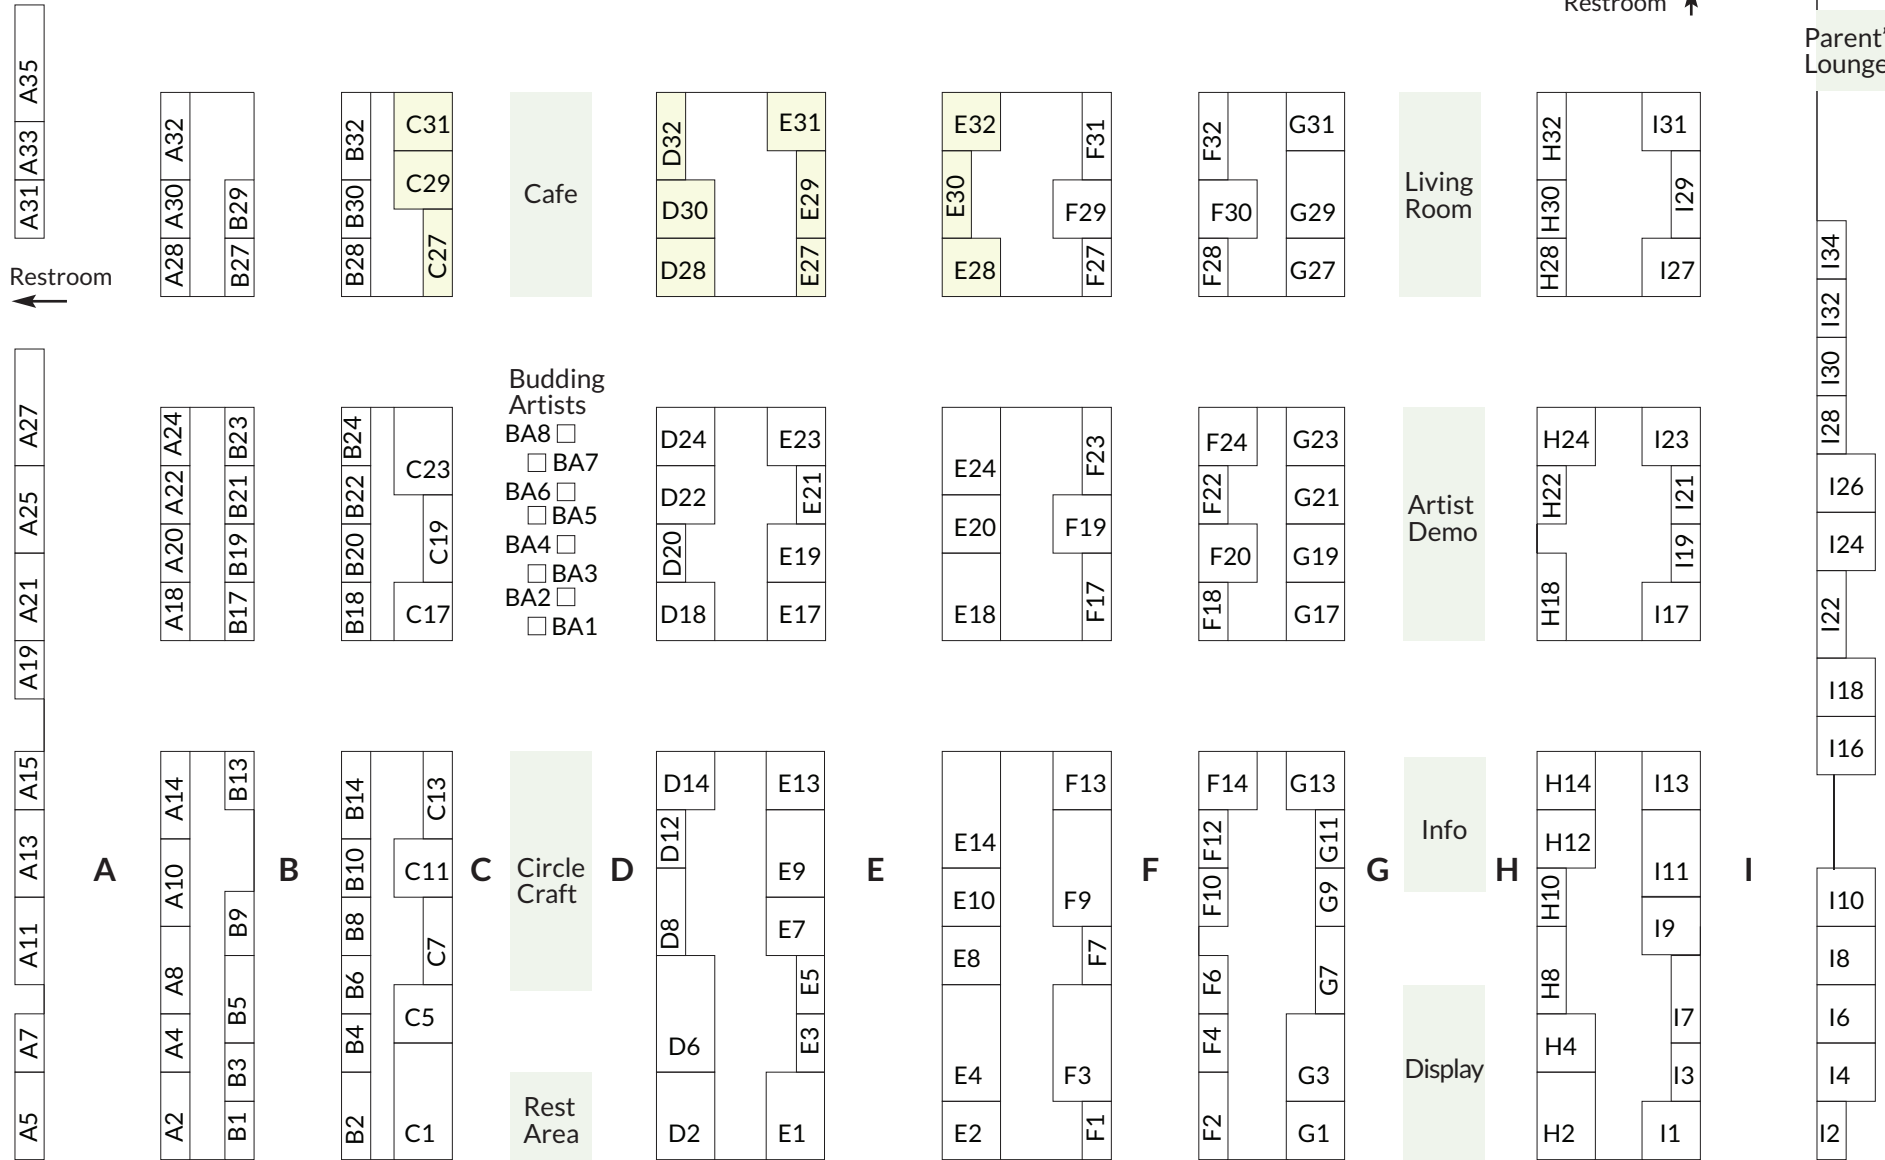 Restroom
Parent'
Lounge
A35
A33
A31
A32
A30
A28
B29
B27
B32
B30
B28
C31
C29
C27
Cafe
D32
D30
D28
E31
E29
E27
E32
E30
E28
F31
F29
F27
F32
F30
F28
G31
G29
G27
Living
Room
H32
H30
H28
I31
I29
I27
I34
I32
I30
I28
Restroom
A27
A25
A21
A19
A24
A22
A20
A18
B23
B21
B19
B17
B24
B22
B20
B18
C23
C19
C17
Budding
Artists
BA8
BA7
BA6
BA5
BA4
BA3
BA2
BA1
D24
D22
D20
D18
E23
E21
E19
E17
E24
E20
E18
F23
F19
F17
F24
F22
F20
F18
G23
G21
G19
G17
Artist
Demo
H24
H22
H18
I23
I21
I19
I17
I26
I24
I22
I18
I16
A15
A13
A11
A7
A5
A
A14
A10
A8
A4
A2
B13
B9
B5
B3
B1
B
B14
B10
B8
B6
B4
B2
C13
C11
C7
C5
C1
C
Circle
Craft
Rest
Area
D
D14
D12
D8
D6
D2
E13
E9
E7
E5
E3
E1
E
E14
E10
E8
E4
E2
F13
F9
F7
F3
F1
F
F14
F12
F10
F6
F4
F2
G13
G11
G9
G7
G3
G1
G
Info
Display
H
H14
H12
H10
H8
H4
H2
I13
I11
I9
I7
I3
I1
I
I10
I8
I6
I4
I2